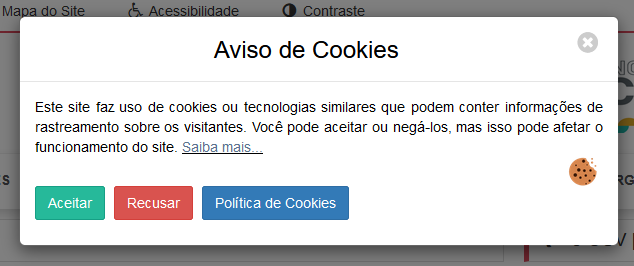 Mapa do Site Acessibilidade Contraste
Aviso de Cookies
Este site faz uso de cookies ou tecnologias similares que podem conter informações de
rastreamento sobre os visitantes. Você pode aceitar ou negá-los, mas isso pode afetar o
funcionamento do site. Saiba mais...
Aceitar Recusar Política de Cookies